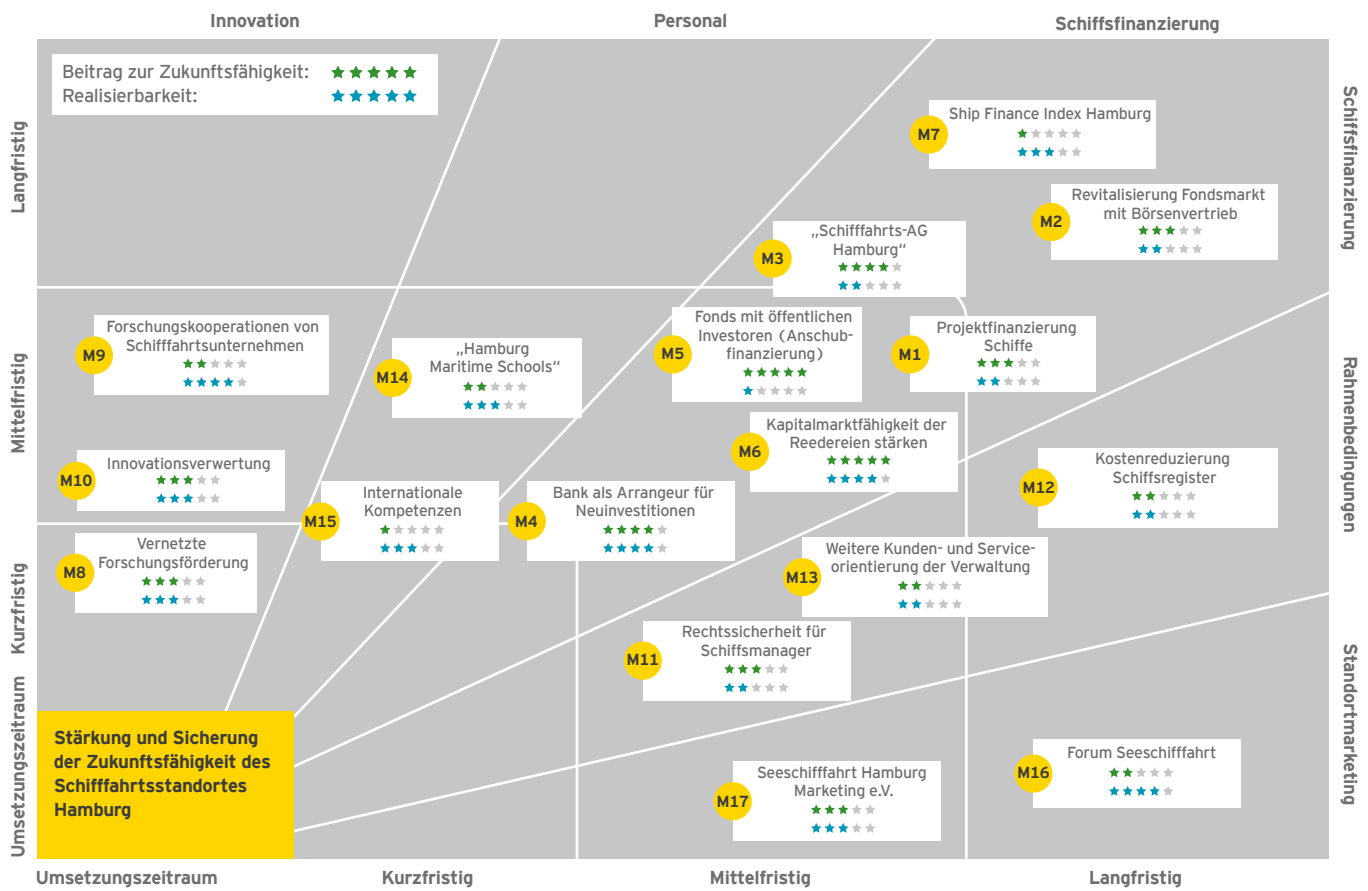 Innovation
Personal
Schiffsfinanzierung
Beitrag zur Zukunftsfähigkeit:
Realisierbarkeit:
Langfristig
Mittelfristig
Kurzfristig
Umsetzungszeitraum
Schiffsfinanzierung
Rahmenbedingungen
Standortmarketing
M7
Ship Finance Index Hamburg
M2
Revitalisierung Fondsmarkt
mit Börsenvertrieb
M3
„Schifffahrts-AG
Hamburg“
M9
Forschungskooperationen von
Schifffahrtsunternehmen
M14
„Hamburg
Maritime Schools“
M5
Fonds mit öffentlichen
Investoren (Anschub-
finanzierung)
M1
Projektfinanzierung
Schiffe
M6
Kapitalmarktfähigkeit der
Reedereien stärken
M10
Innovationsverwertung
M15
Internationale
Kompetenzen
M4
Bank als Arrangeur für
Neuinvestitionen
M12
Kostenreduzierung
Schiffsregister
M8
Vernetzte
Forschungsförderung
M13
Weitere Kunden- und Service-
orientierung der Verwaltung
M11
Rechtssicherheit für
Schiffsmanager
Stärkung und Sicherung
der Zukunftsfähigkeit des
Schifffahrtsstandortes
Hamburg
M17
Seeschifffahrt Hamburg
Marketing e.V.
M16
Forum Seeschifffahrt
Umsetzungszeitraum
Kurzfristig
Mittelfristig
Langfristig